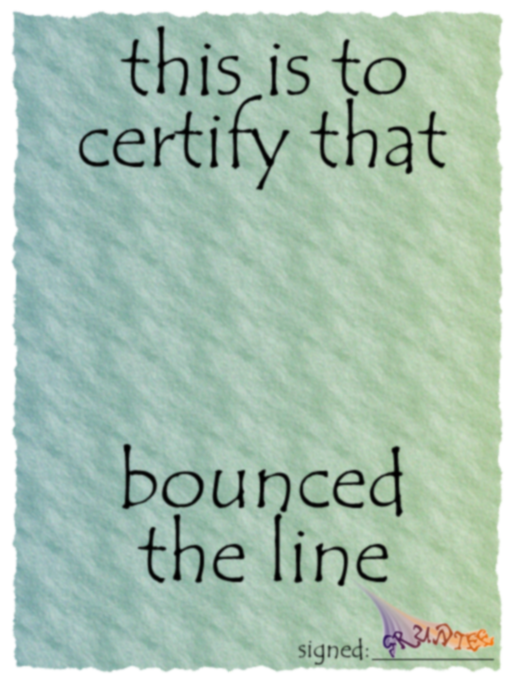 this is to
certify that
bounced
the line
signed: